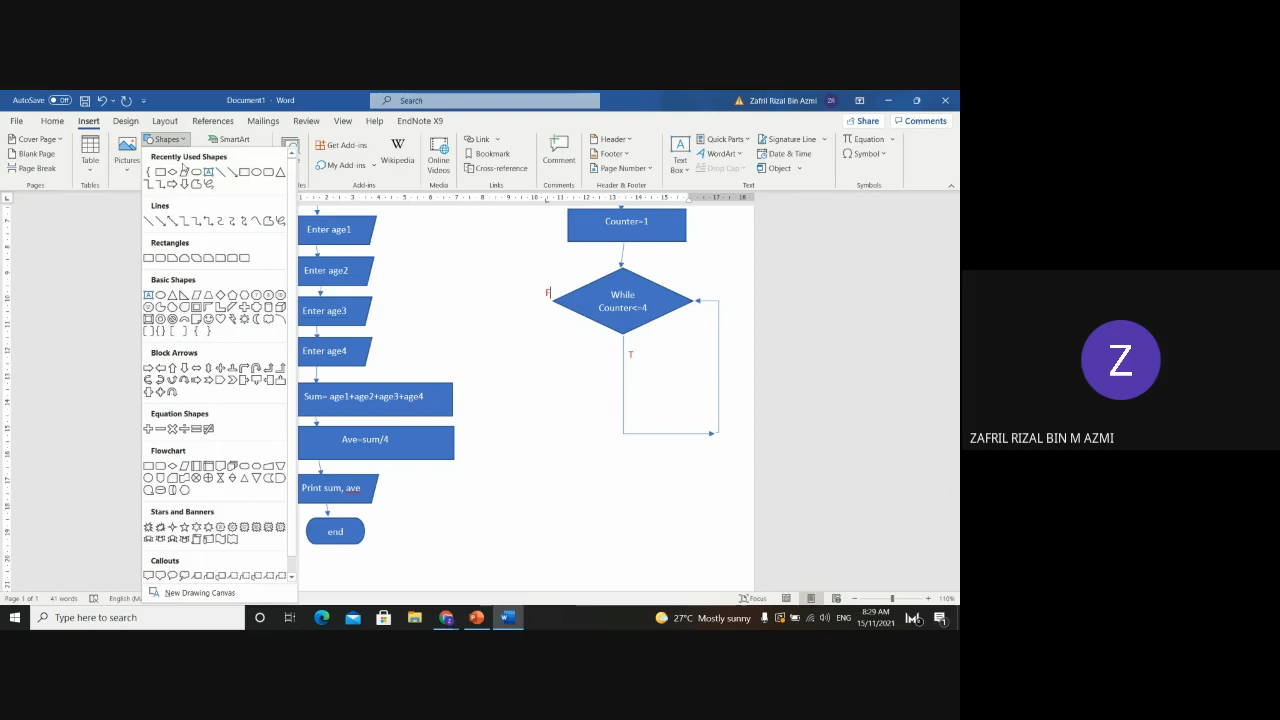 AutoSave Off
Document1 - Word
Search
Zafril Rizal Bin Azmi
ZR
File Home Insert Design Layout References Mailings Review View Help EndNote X9
Share Comments
Cover Page
Blank Page
Page Break
Pages
Table
Tables
Pictures
Shapes
SmartArt
Get Add-ins
My Add-ins
Add-ins
W
Wikipedia
Online
Videos
Media
Link
Bookmark
Cross-reference
Links
Comment
Comments
Header
Footer
Page Number
Header & Footer
Text
Box
Quick Parts
WordArt
Drop Cap
Signature Line
Date & Time
Object
Text
Equation
Symbol
Symbols
Recently Used Shapes
Lines
Rectangles
Basic Shapes
Block Arrows
Equation Shapes
Flowchart
Stars and Banners
Callouts
New Drawing Canvas
Enter age1
Enter age2
Enter age3
Enter age4
Sum= age1+age2+age3+age4
Ave=sum/4
Print sum, ave
end
Counter=1
F
While
Counter<=4
T
Z
ZAFRIL RIZAL BIN M AZMI
Page 1 of 1 41 words
Focus
110%
Type here to search
27°C Mostly sunny
ENG
8:29 AM
15/11/2021